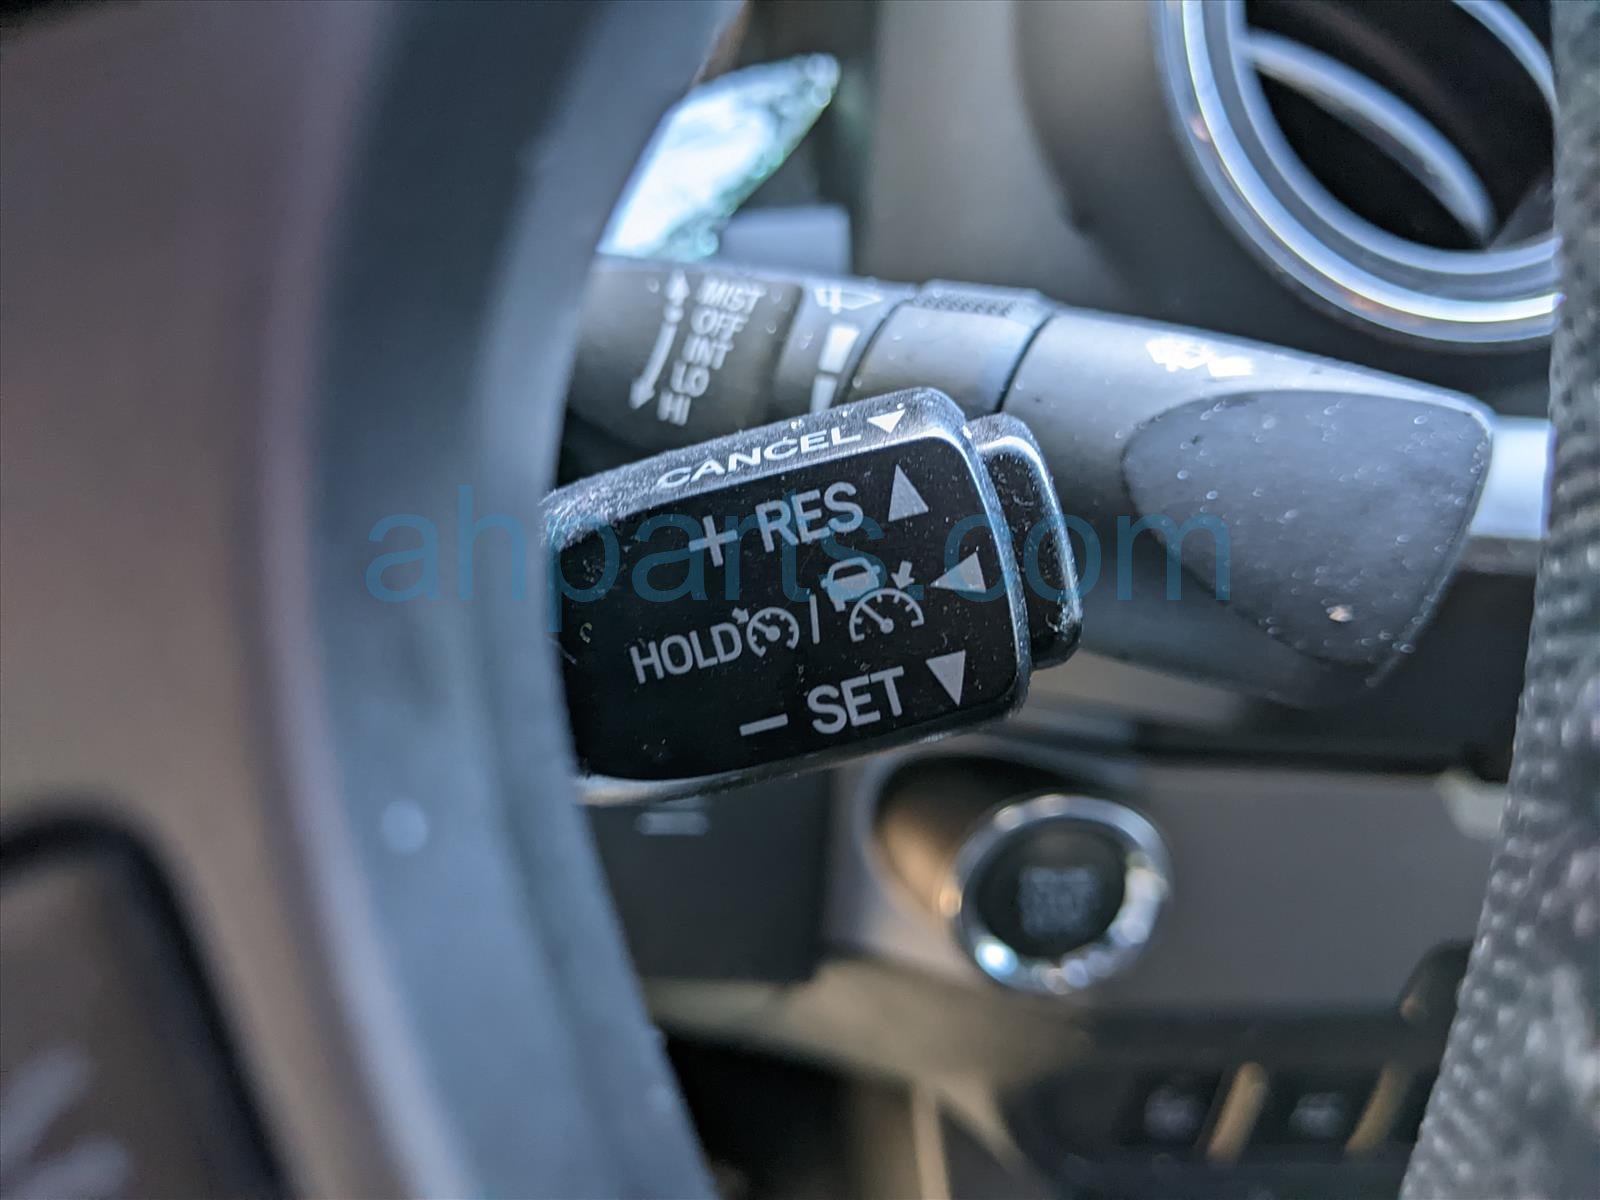 MIST
OFF
INT
LO
HI
CANCEL
+ RES
HOLD /
− SET
ahparts.com